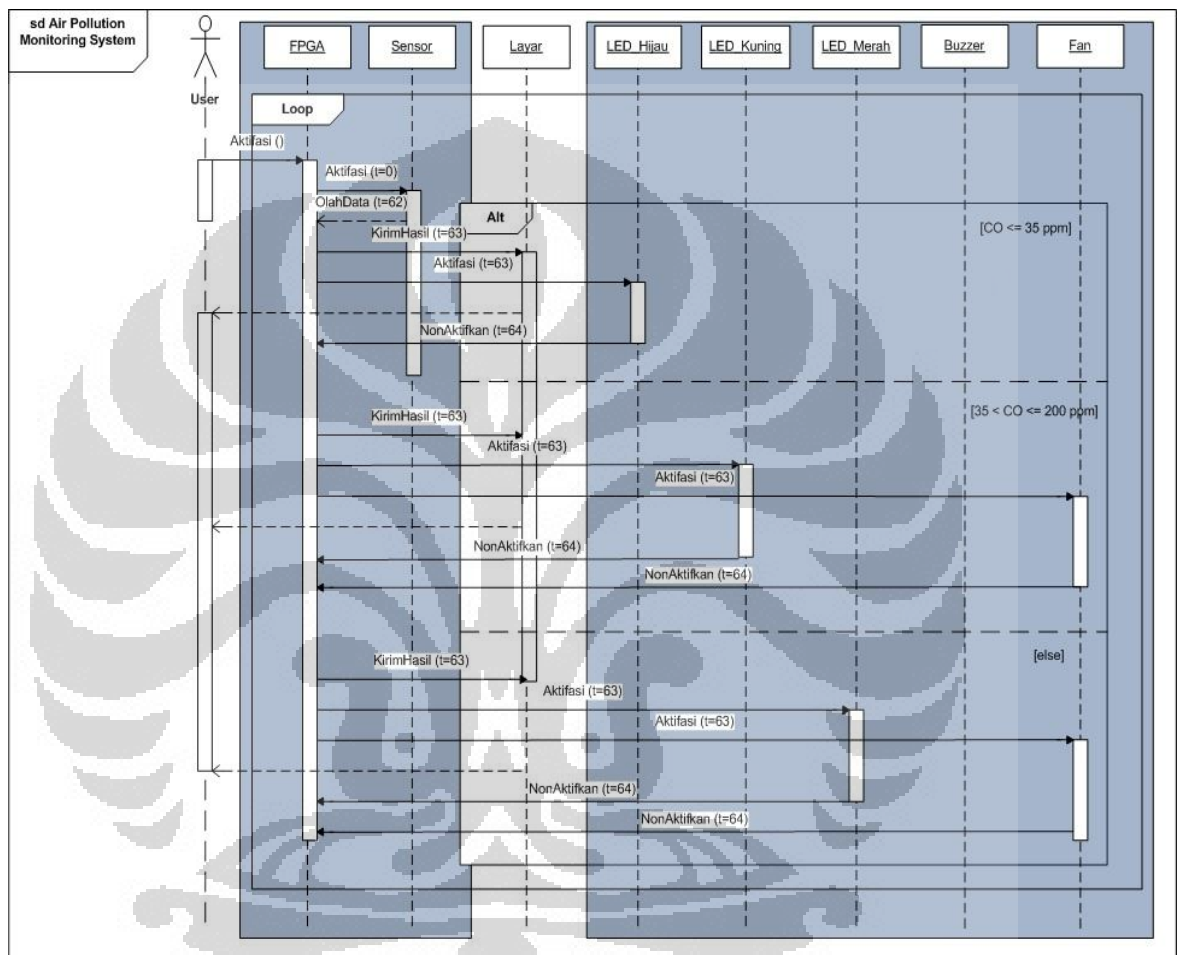 sd Air Pollution
Monitoring System
User
FPGA
Sensor
Layar
LED_Hijau
LED_Kuning
LED_Merah
Buzzer
Fan
Loop
Aktifasi ()
Aktifasi (t=0)
OlahData (t=62)
Alt
[CO <= 35 ppm]
KirimHasil (t=63)
Aktifasi (t=63)
NonAktifkan (t=64)
[35 < CO <= 200 ppm]
KirimHasil (t=63)
Aktifasi (t=63)
Aktifasi (t=63)
NonAktifkan (t=64)
NonAktifkan (t=64)
[else]
KirimHasil (t=63)
Aktifasi (t=63)
Aktifasi (t=63)
NonAktifkan (t=64)
NonAktifkan (t=64)